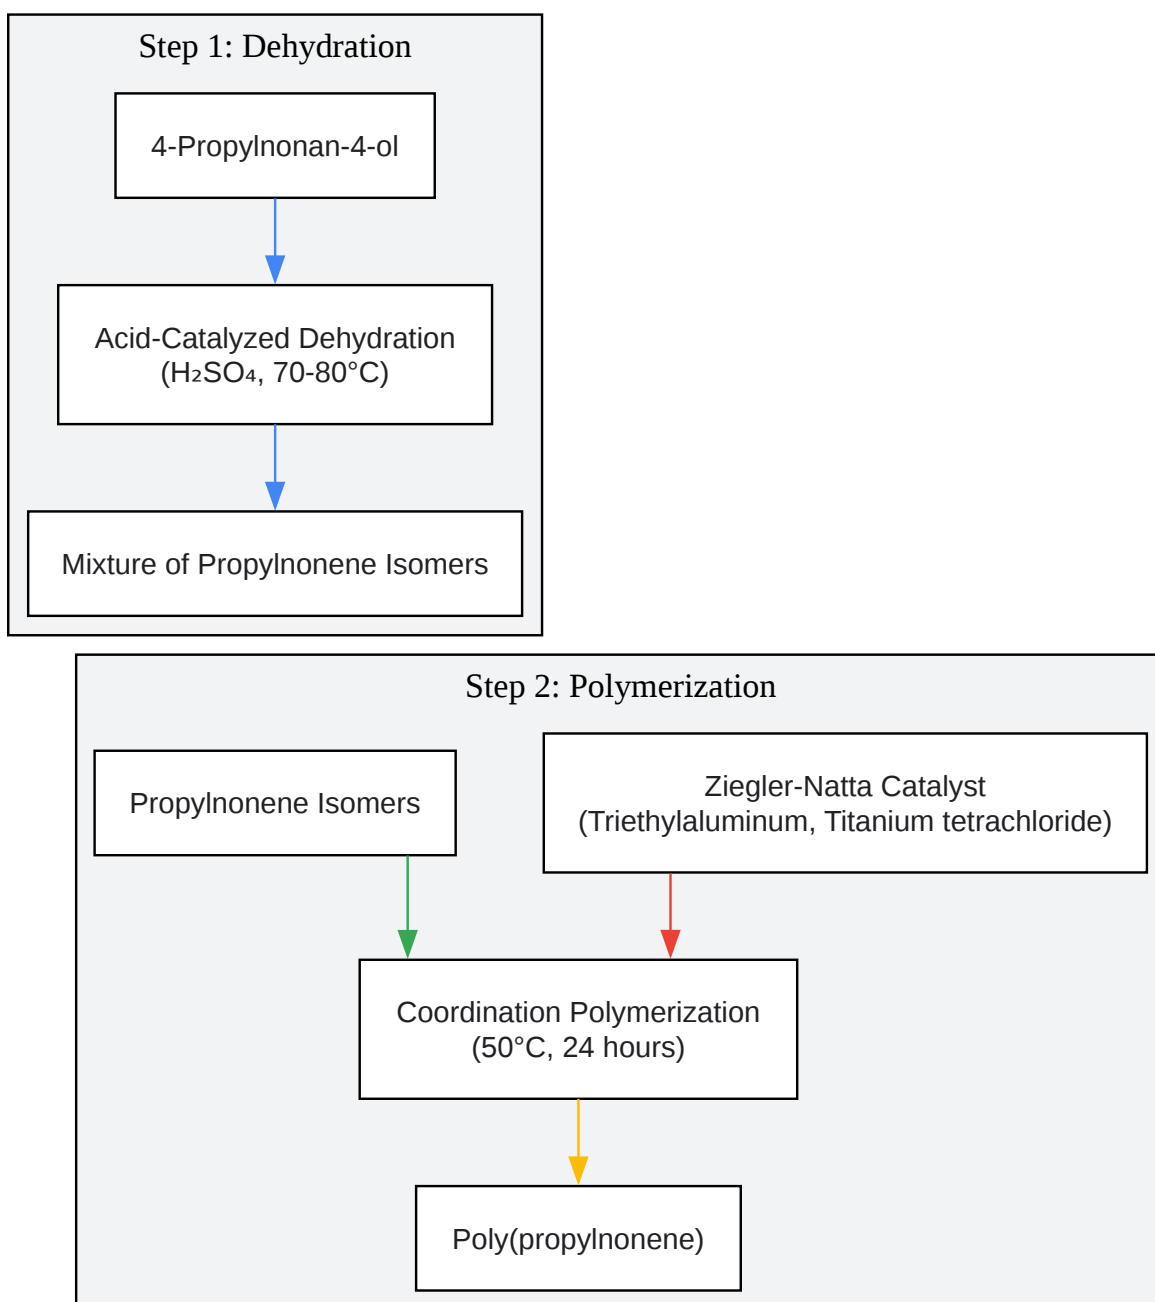 Step 1: Dehydration
4-Propylnonan-4-ol
Acid-Catalyzed Dehydration
(H₂SO₄, 70-80°C)
Mixture of Propylnonene Isomers
Step 2: Polymerization
Propylnonene Isomers
Ziegler-Natta Catalyst
(Triethylaluminum, Titanium tetrachloride)
Coordination Polymerization
(50°C, 24 hours)
Poly(propylnonene)